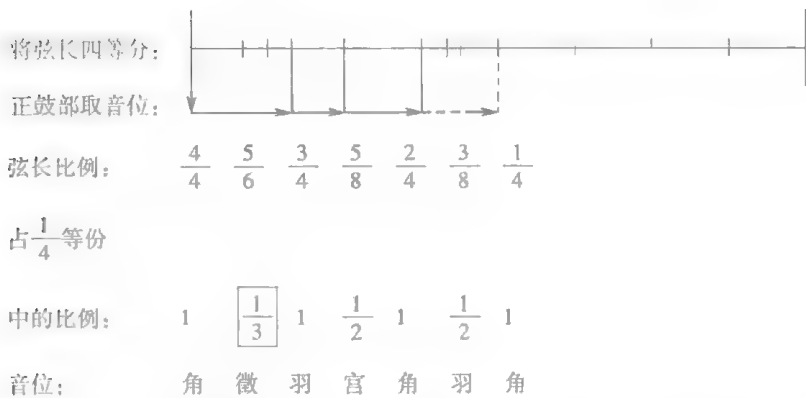 将弦长四等分：
正鼓部取音位：
弦长比例： 4/4 5/6 3/4 5/8 2/4 3/8 1/4
占1/4等份
中的比例： 1 1/3 1 1/2 1 1/2 1
音位： 角 徵 羽 宫 角 羽 角